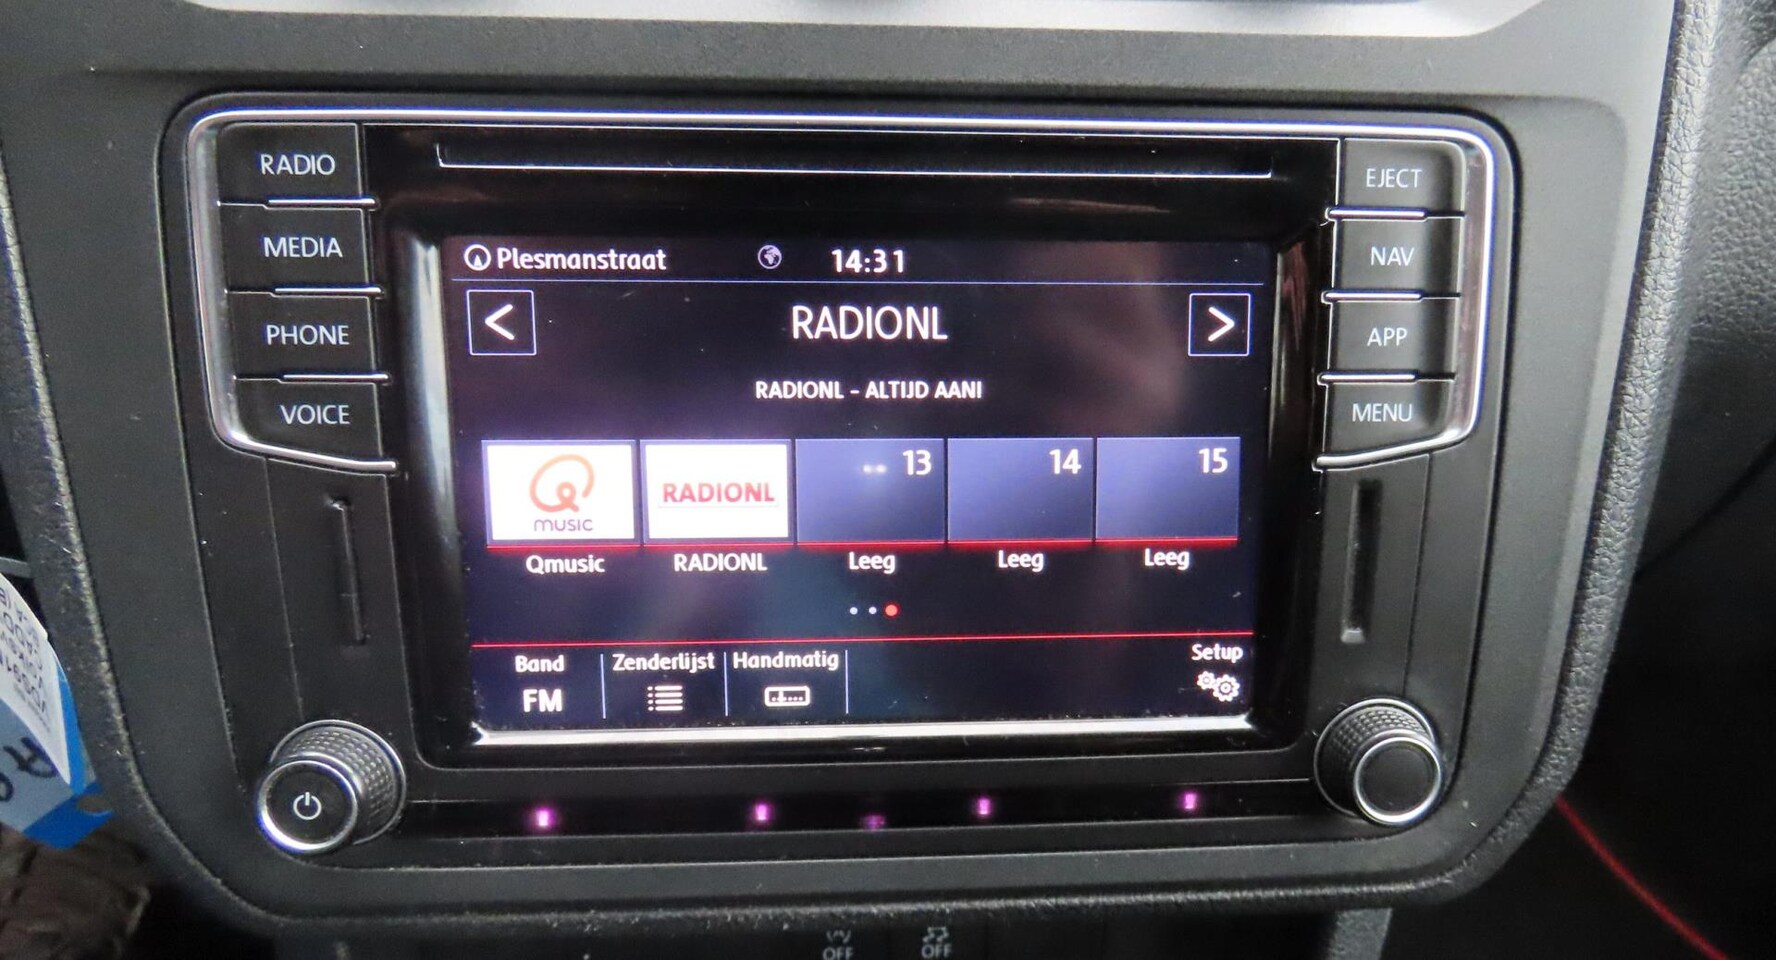 RADIO
MEDIA
PHONE
VOICE
EJECT
NAV
APP
MENU
Plesmanstraat 14:31
< RADIONL >
RADIONL - ALTIJD AAN!
13 14 15
Q
music
RADIONL
Qmusic RADIONL Leeg Leeg Leeg
Band Zenderlijst Handmatig Setup
FM
OFF OFF